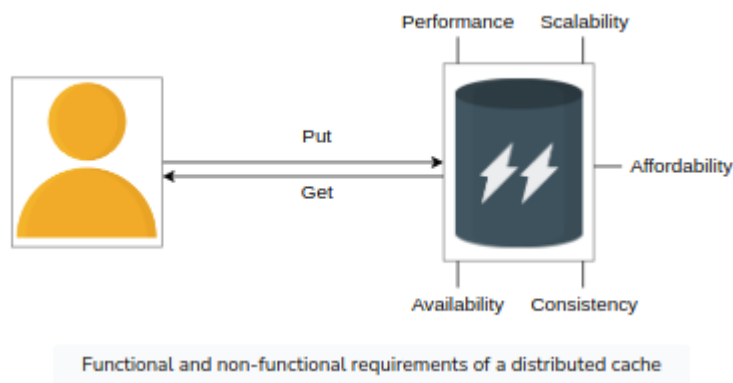 Performance Scalability
Put
Affordability
Get
Availability Consistency
Functional and non-functional requirements of a distributed cache